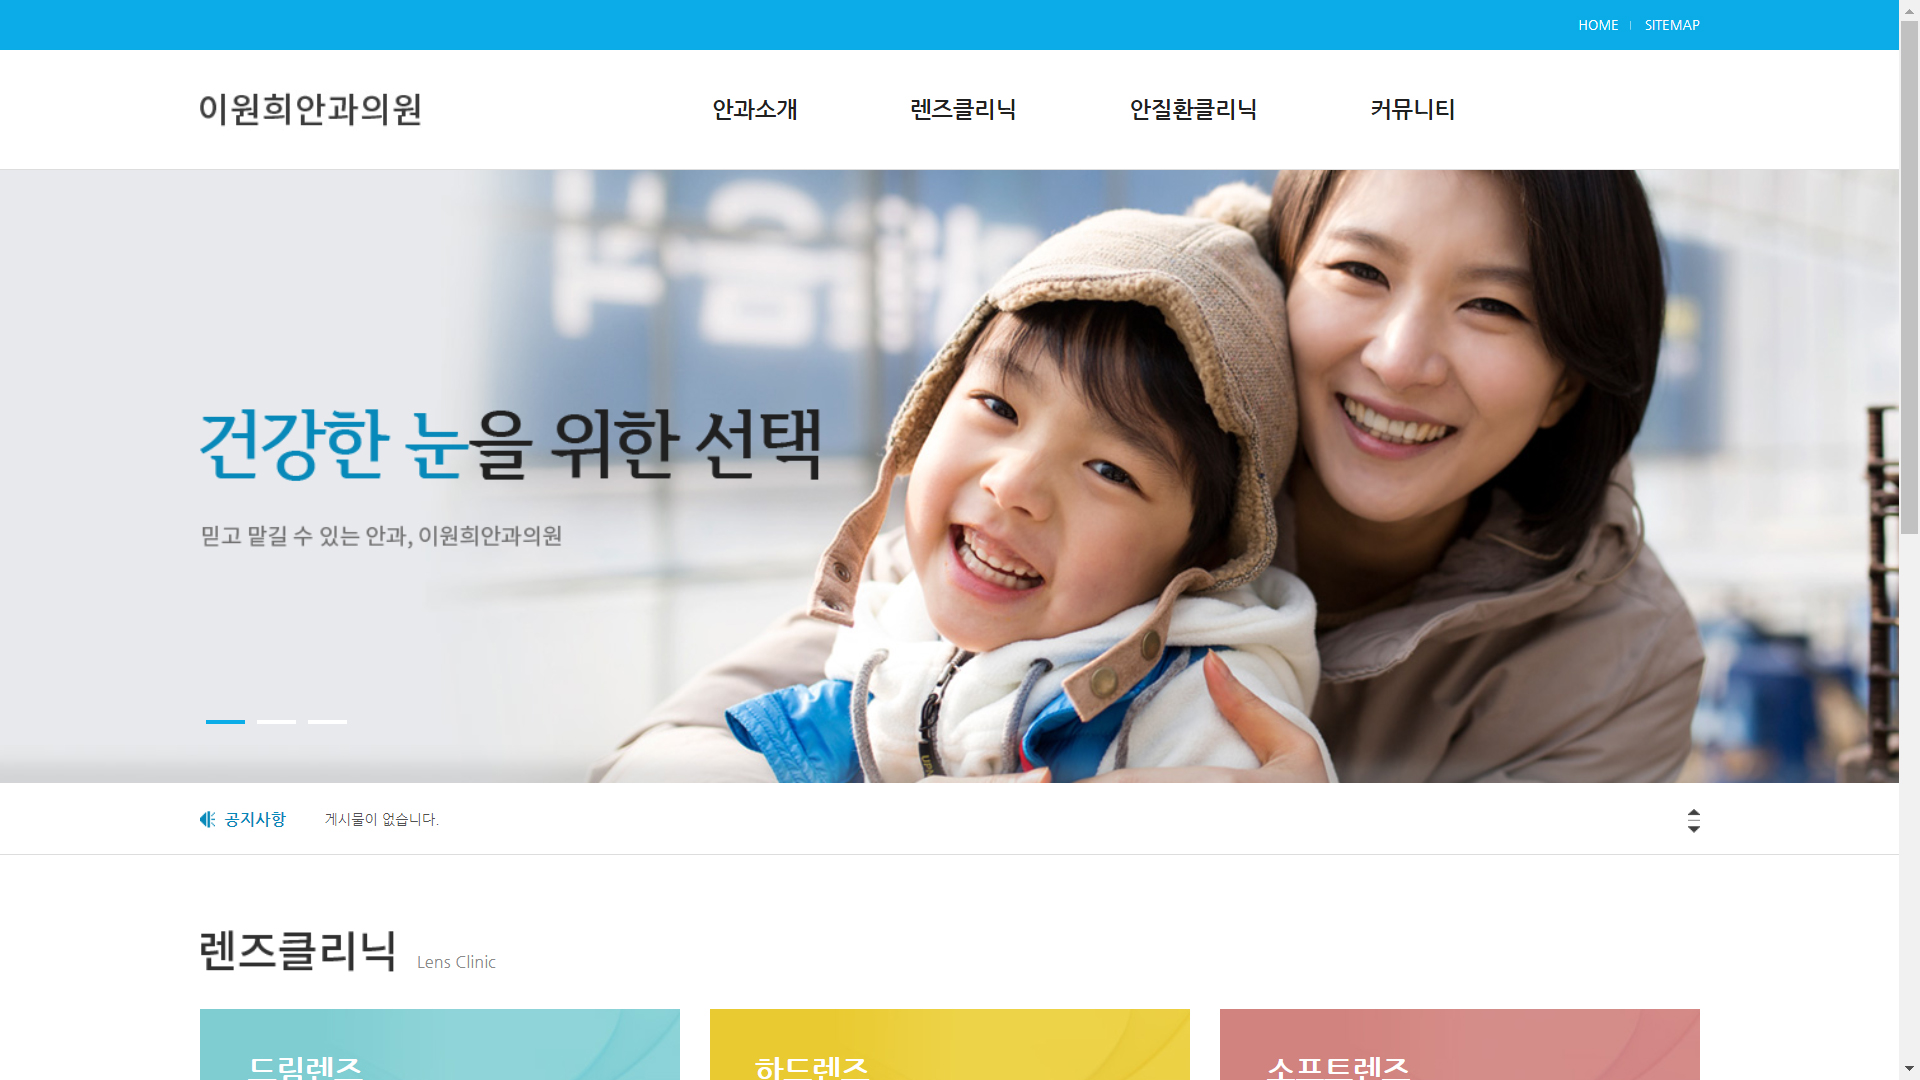 HOME
SITEMAP
이원희안과의원
안과소개
렌즈클리닉
안질환클리닉
커뮤니티
건강한 눈을 위한 선택
믿고 맡길 수 있는 안과, 이원희안과의원
공지사항
게시물이 없습니다.
렌즈클리닉
Lens Clinic
드림렌즈
하드렌즈
소프트렌즈